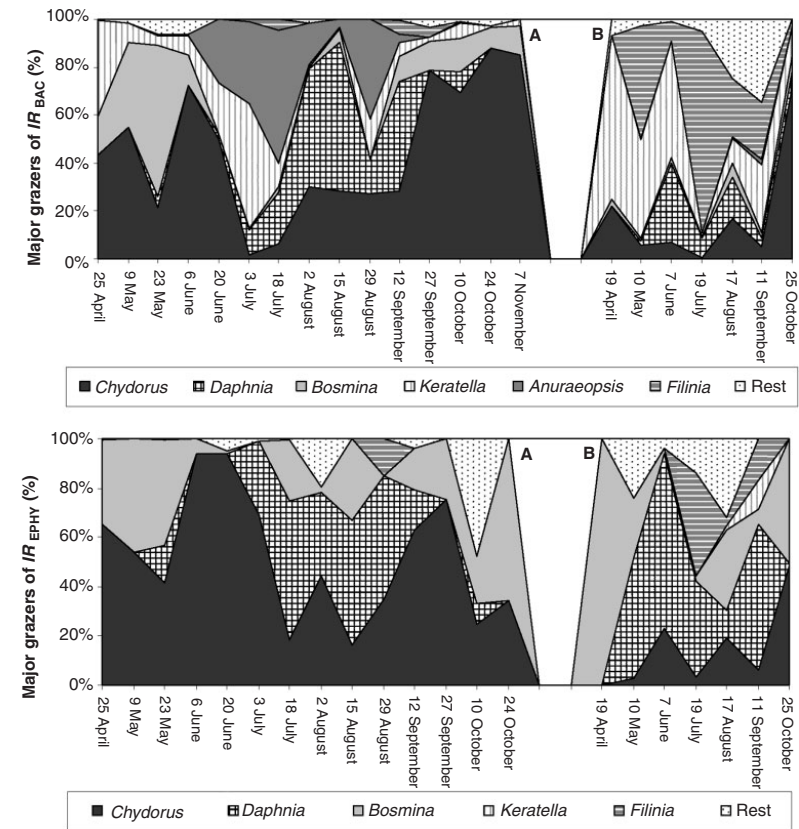 100%
80%
60%
40%
20%
0%
Major grazers of IR BAC (%)
A
B
25 April
9 May
23 May
6 June
20 June
3 July
18 July
2 August
15 August
29 August
12 September
27 September
10 October
24 October
7 November
19 April
10 May
7 June
19 July
17 August
11 September
25 October
Chydorus Daphnia Bosmina Keratella Anuraeopsis Filinia Rest
100%
80%
60%
40%
20%
0%
Major grazers of IR EPHY (%)
A
B
25 April
9 May
23 May
6 June
20 June
3 July
18 July
2 August
15 August
29 August
12 September
27 September
10 October
24 October
19 April
10 May
7 June
19 July
17 August
11 September
25 October
Chydorus Daphnia Bosmina Keratella Filinia Rest